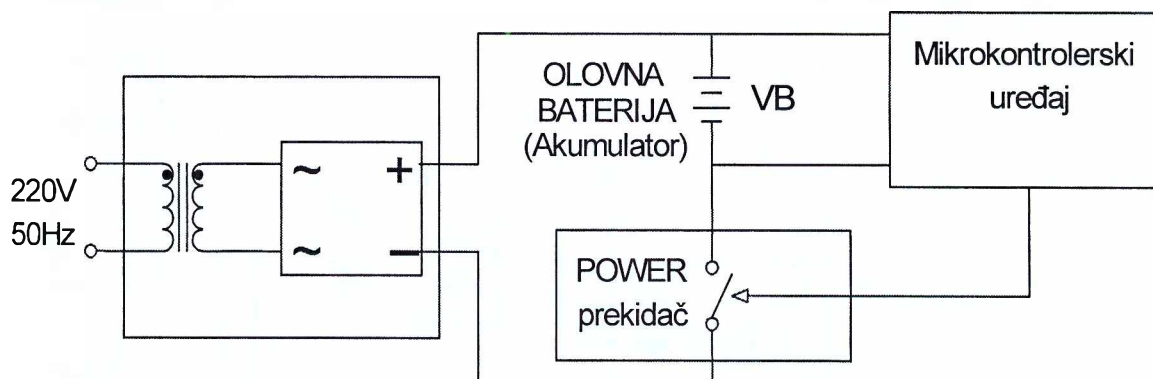 220V
50Hz
~
~
+
−
OLOVNA
BATERIJA
(Akumulator)
VB
Mikrokontrolerski
uređaj
POWER
prekidač